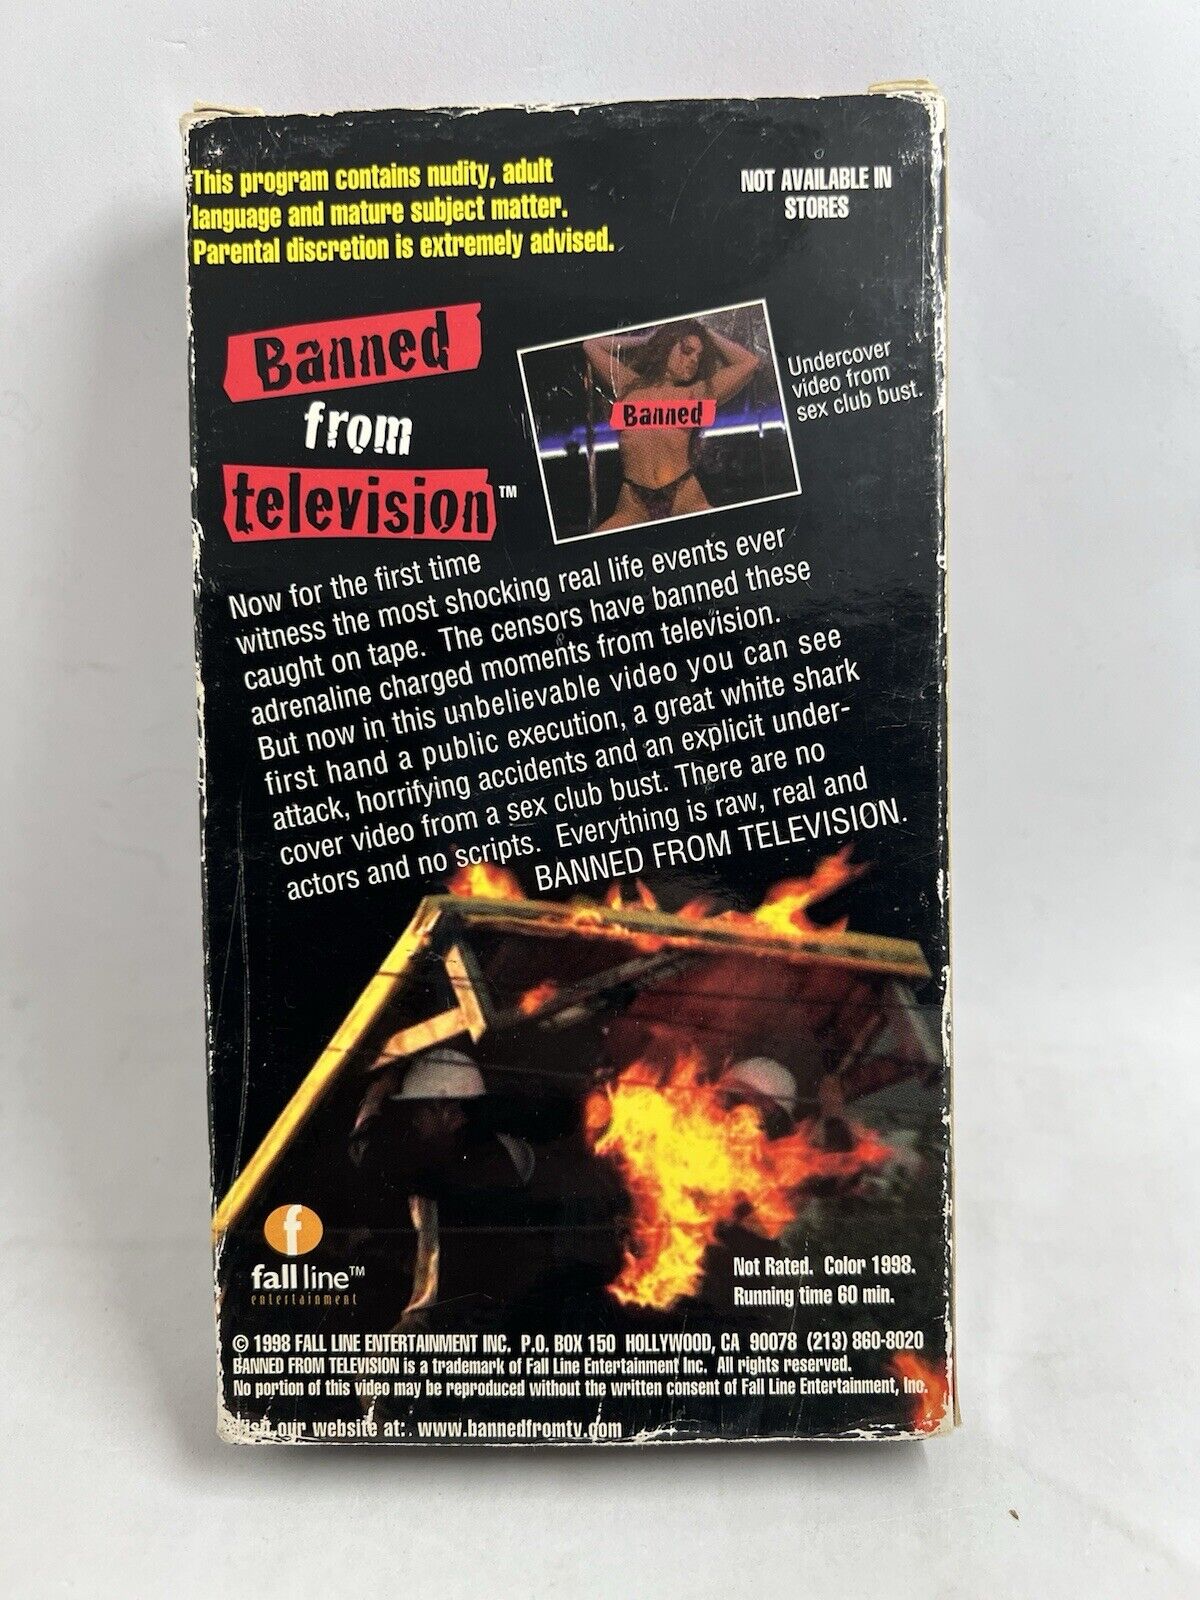 This program contains nudity, adult
language and mature subject matter.
Parental discretion is extremely advised.
NOT AVAILABLE IN
STORES
Banned
from
television™
Banned
Undercover
video from
sex club bust.
Now for the first time
witness the most shocking real life events ever
caught on tape. The censors have banned these
adrenaline charged moments from television.
But now in this unbelievable video you can see
first hand a public execution, a great white shark
attack, horrifying accidents and an explicit under-
cover video from a sex club bust. There are no
actors and no scripts. Everything is raw, real and
BANNED FROM TELEVISION.
f
fall line™
entertainment
Not Rated. Color 1998.
Running time 60 min.
© 1998 FALL LINE ENTERTAINMENT INC. P.O. BOX 150 HOLLYWOOD, CA 90078 (213) 860-8020
BANNED FROM TELEVISION is a trademark of Fall Line Entertainment Inc. All rights reserved.
No portion of this video may be reproduced without the written consent of Fall Line Entertainment, Inc.
Visit our website at: www.bannedfromtv.com